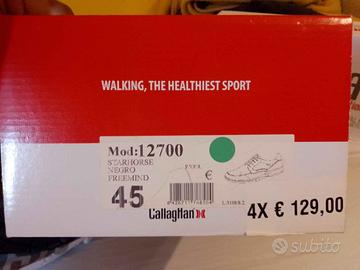 WALKING, THE HEALTHIEST SPORT
Mod:12700
STARHORSE
NEGRO
FREEMIND
P.V.P.R.
€
45
CallagHan
4X € 129,00
subito